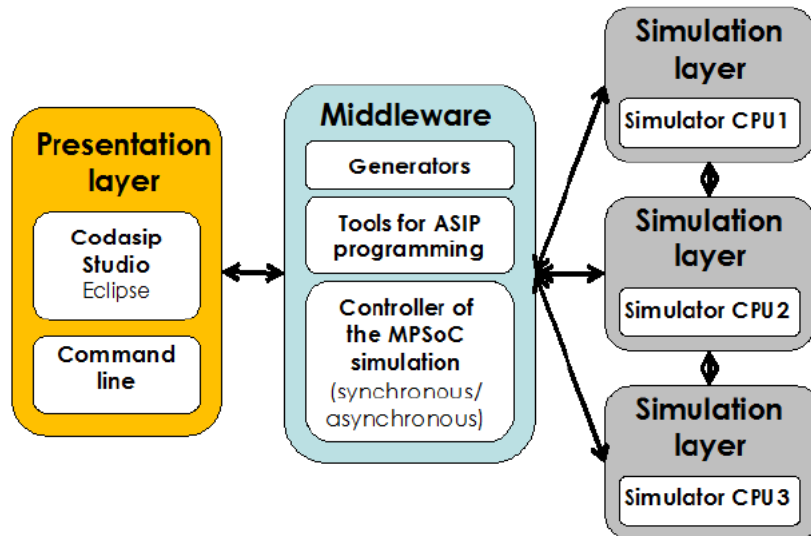 Presentation
layer
Codasip
Studio
Eclipse
Command
line
Middleware
Generators
Tools for ASIP
programming
Controller of
the MPSoC
simulation
(synchronous/
asynchronous)
Simulation
layer
Simulator CPU1
Simulation
layer
Simulator CPU2
Simulation
layer
Simulator CPU3